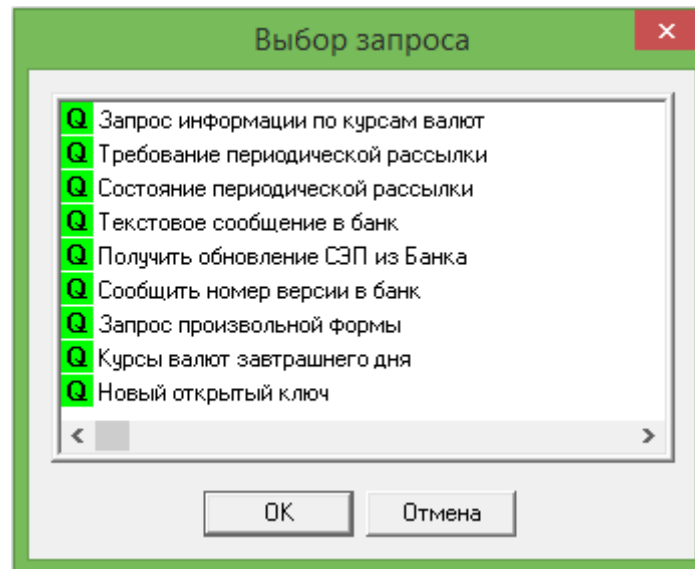 Выбор запроса
Q Запрос информации по курсам валют
Q Требование периодической рассылки
Q Состояние периодической рассылки
Q Текстовое сообщение в банк
Q Получить обновление СЭП из Банка
Q Сообщить номер версии в банк
Q Запрос произвольной формы
Q Курсы валют завтрашнего дня
Q Новый открытый ключ
OK Отмена